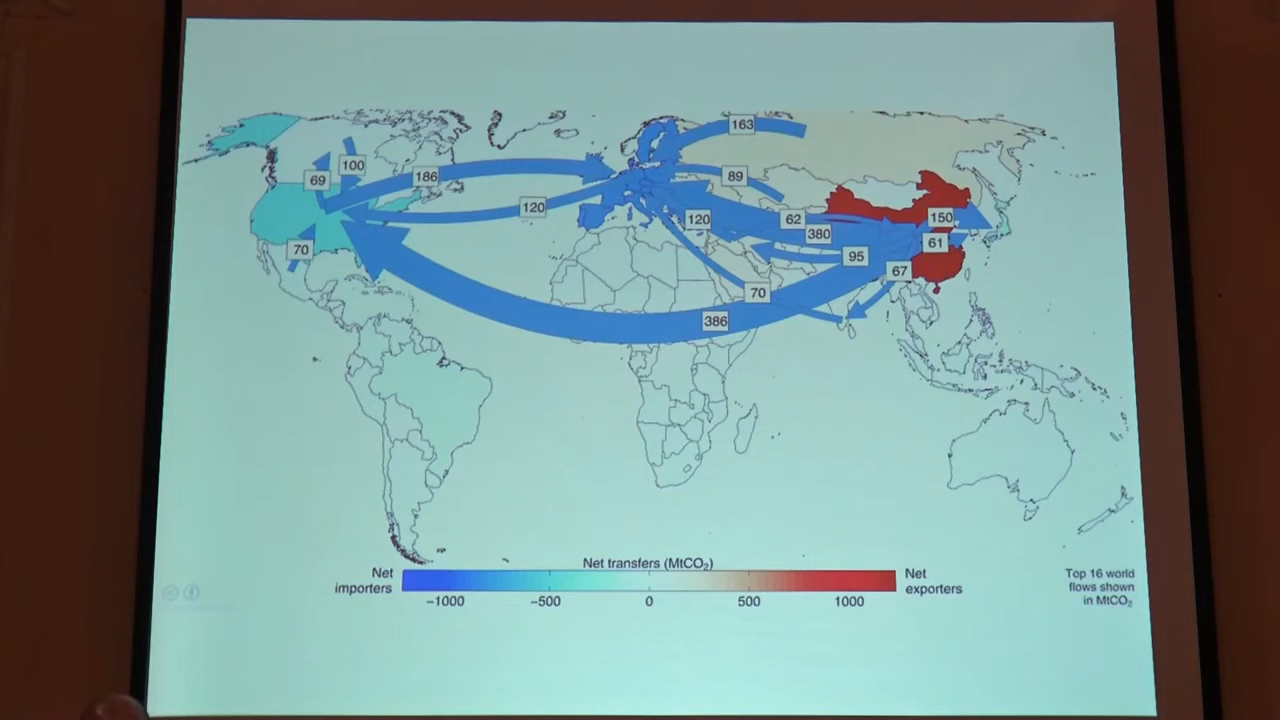 163
100
69
186
89
120
120
62
150
380
61
70
95
67
70
386
Net transfers (MtCO₂)
Net
importers
−1000
−500
0
500
1000
Net
exporters
Top 16 world
flows shown
in MtCO₂